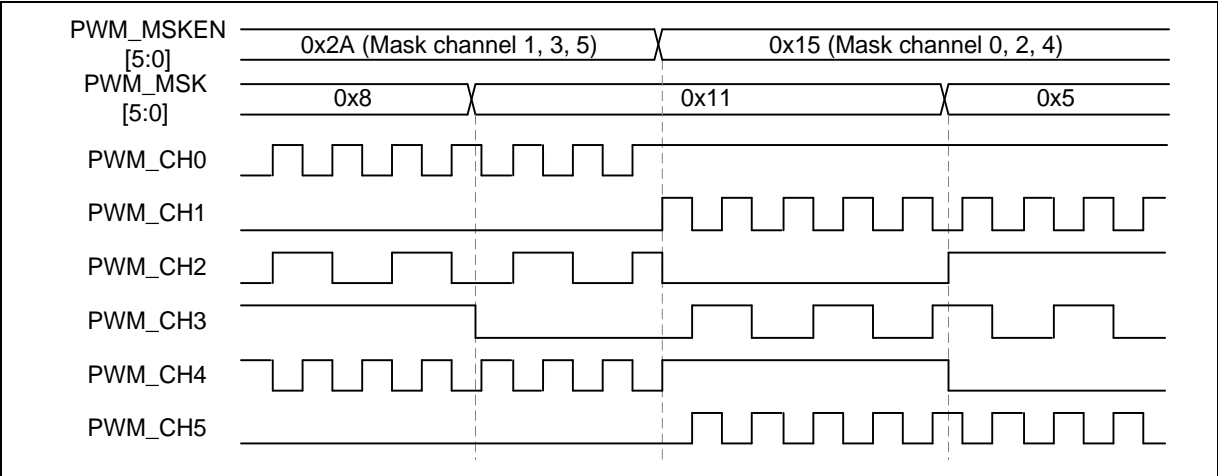 PWM_MSKEN
[5:0]
0x2A (Mask channel 1, 3, 5)
0x15 (Mask channel 0, 2, 4)
PWM_MSK
[5:0]
0x8
0x11
0x5
PWM_CH0
PWM_CH1
PWM_CH2
PWM_CH3
PWM_CH4
PWM_CH5